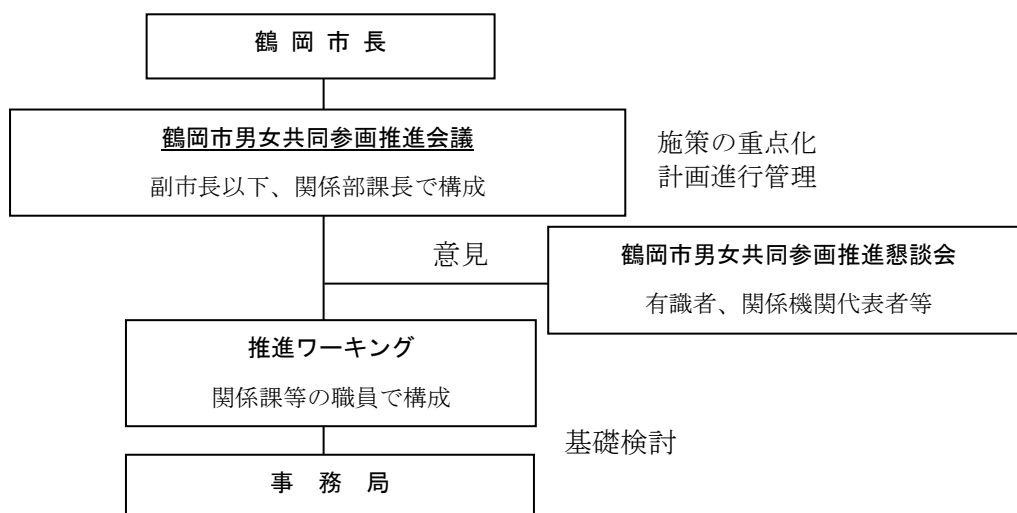 鶴 岡 市 長
鶴岡市男女共同参画推進会議
副市長以下、関係部課長で構成
施策の重点化
計画進行管理
意見
鶴岡市男女共同参画推進懇談会
有識者、関係機関代表者等
推進ワーキング
関係課等の職員で構成
基礎検討
事 務 局